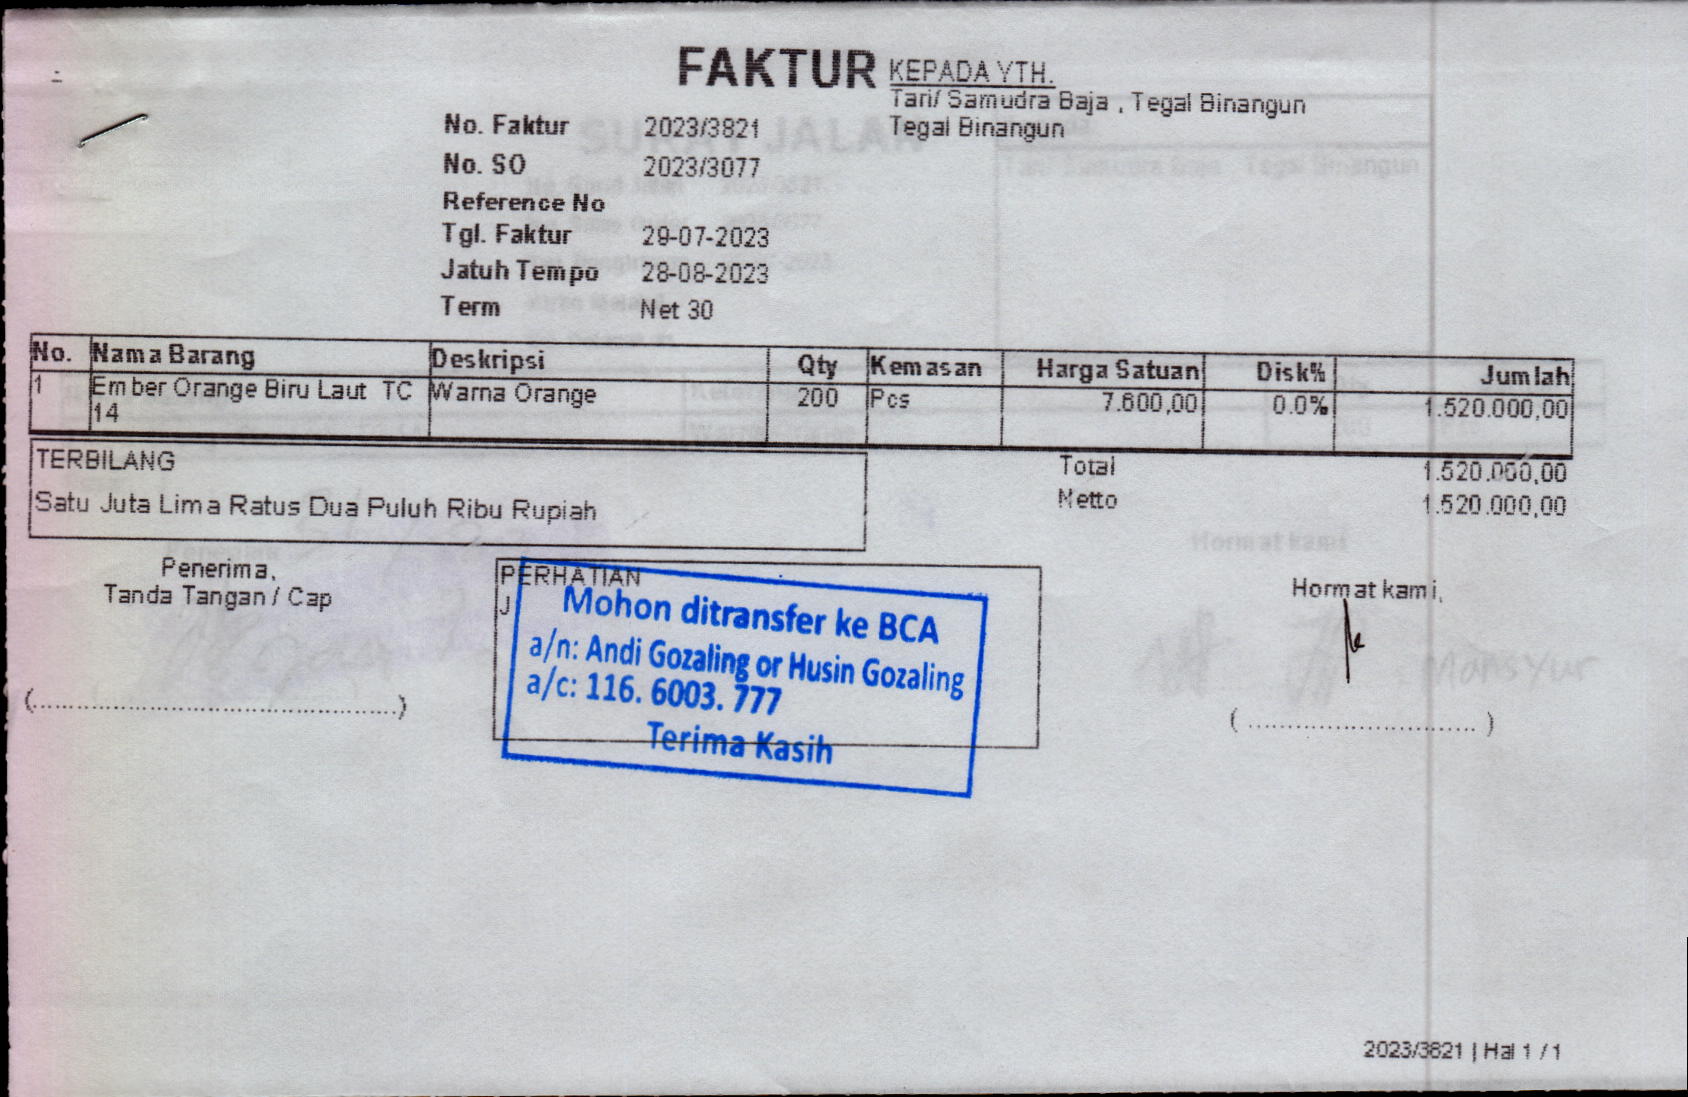 FAKTUR
KEPADA YTH.
Tari/ Samudra Baja , Tegal Binangun
Tegal Binangun
No. Faktur 2023/3821
No. SO 2023/3077
Reference No
Tgl. Faktur 29-07-2023
Jatuh Tempo 28-08-2023
Term Net 30
No. Nama Barang Deskripsi Qty Kemasan Harga Satuan Disk% Jumlah
1 Ember Orange Biru Laut TC Warna Orange 200 Pcs 7.600,00 0.0% 1.520.000,00
14
TERBILANG
Satu Juta Lima Ratus Dua Puluh Ribu Rupiah
Total 1.520.000,00
Netto 1.520.000,00
Penerima,
Tanda Tangan / Cap
(..............................................)
PERHATIAN
J
Mohon ditransfer ke BCA
a/n: Andi Gozaling or Husin Gozaling
a/c: 116. 6003. 777
Terima Kasih
Hormat kami,
( ............................. )
2023/3821 | Hal 1 / 1